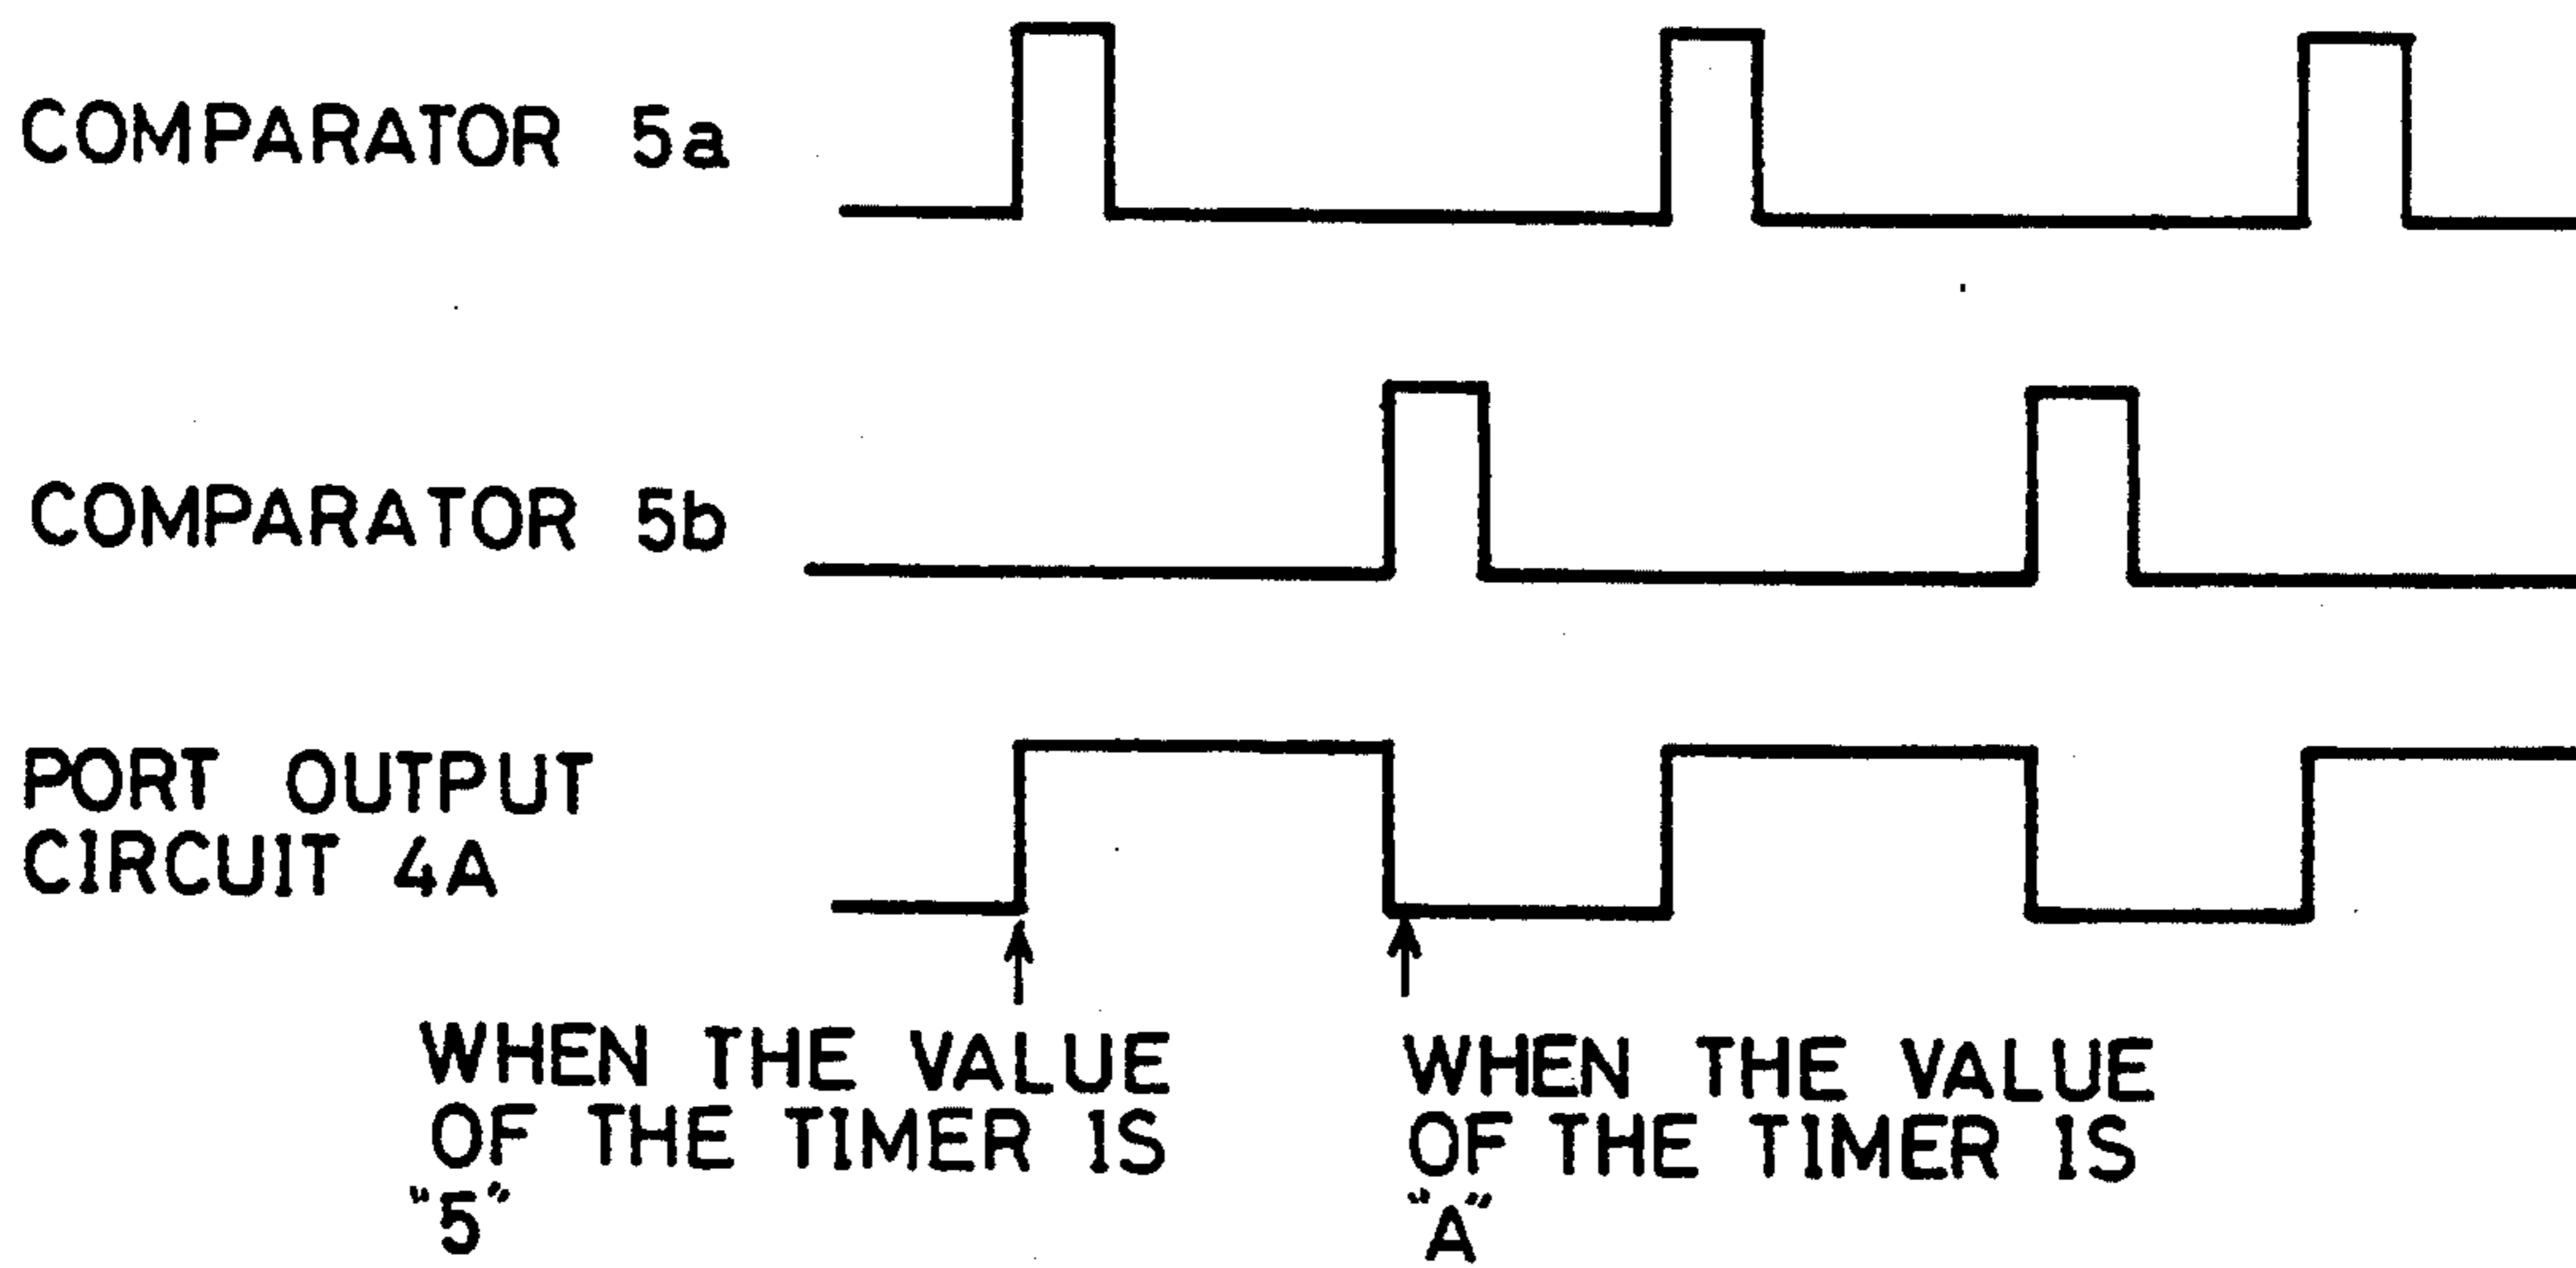 COMPARATOR 5a
COMPARATOR 5b
PORT OUTPUT
CIRCUIT 4A
WHEN THE VALUE
OF THE TIMER IS
"5"
WHEN THE VALUE
OF THE TIMER IS
"A"